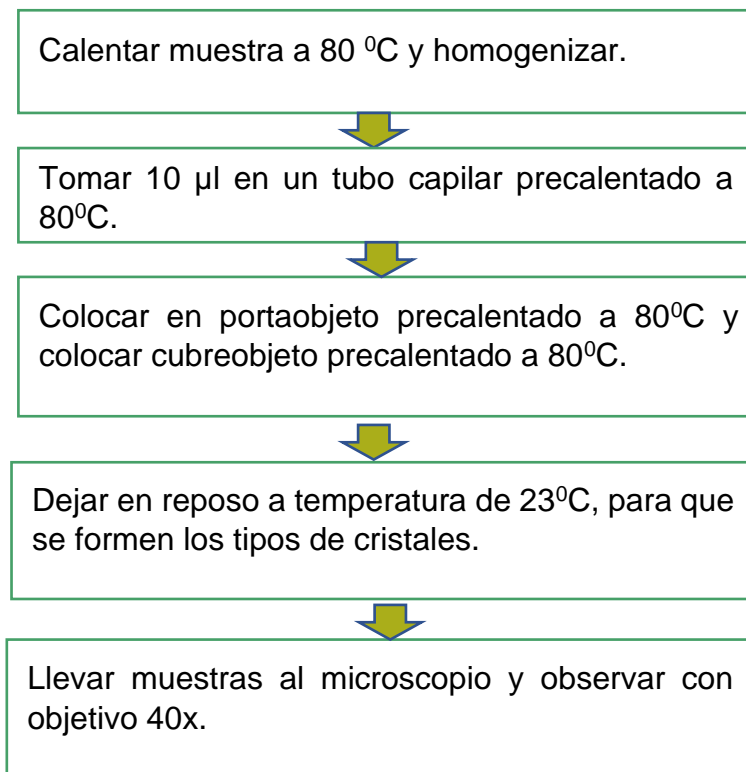 Calentar muestra a 80 ⁰C y homogenizar.
Tomar 10 µl en un tubo capilar precalentado a
80⁰C.
Colocar en portaobjeto precalentado a 80⁰C y
colocar cubreobjeto precalentado a 80⁰C.
Dejar en reposo a temperatura de 23⁰C, para que
se formen los tipos de cristales.
Llevar muestras al microscopio y observar con
objetivo 40x.